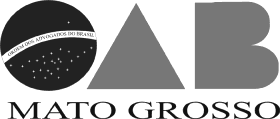 OAB
ORDEM DOS ADVOGADOS DO BRASIL
MATO GROSSO